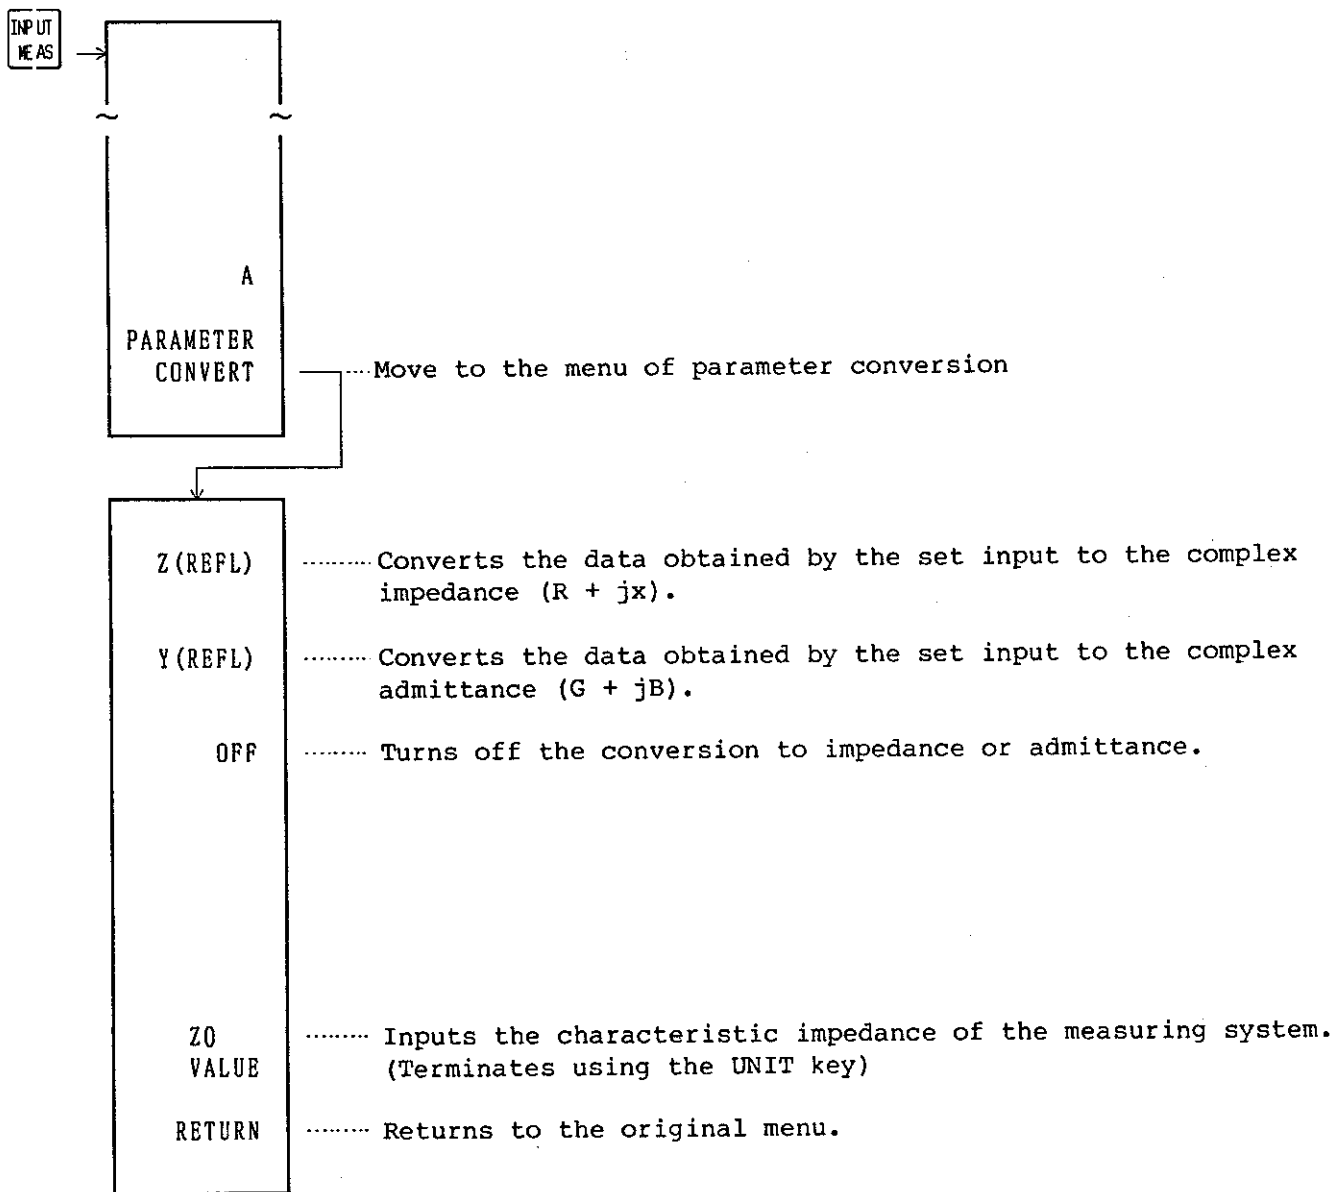 INPUT
MEAS
A
PARAMETER
CONVERT ....Move to the menu of parameter conversion
Z(REFL) ......... Converts the data obtained by the set input to the complex
impedance (R + jx).
Y(REFL) ......... Converts the data obtained by the set input to the complex
admittance (G + jB).
OFF ......... Turns off the conversion to impedance or admittance.
Z0 ......... Inputs the characteristic impedance of the measuring system.
VALUE (Terminates using the UNIT key)
RETURN ......... Returns to the original menu.